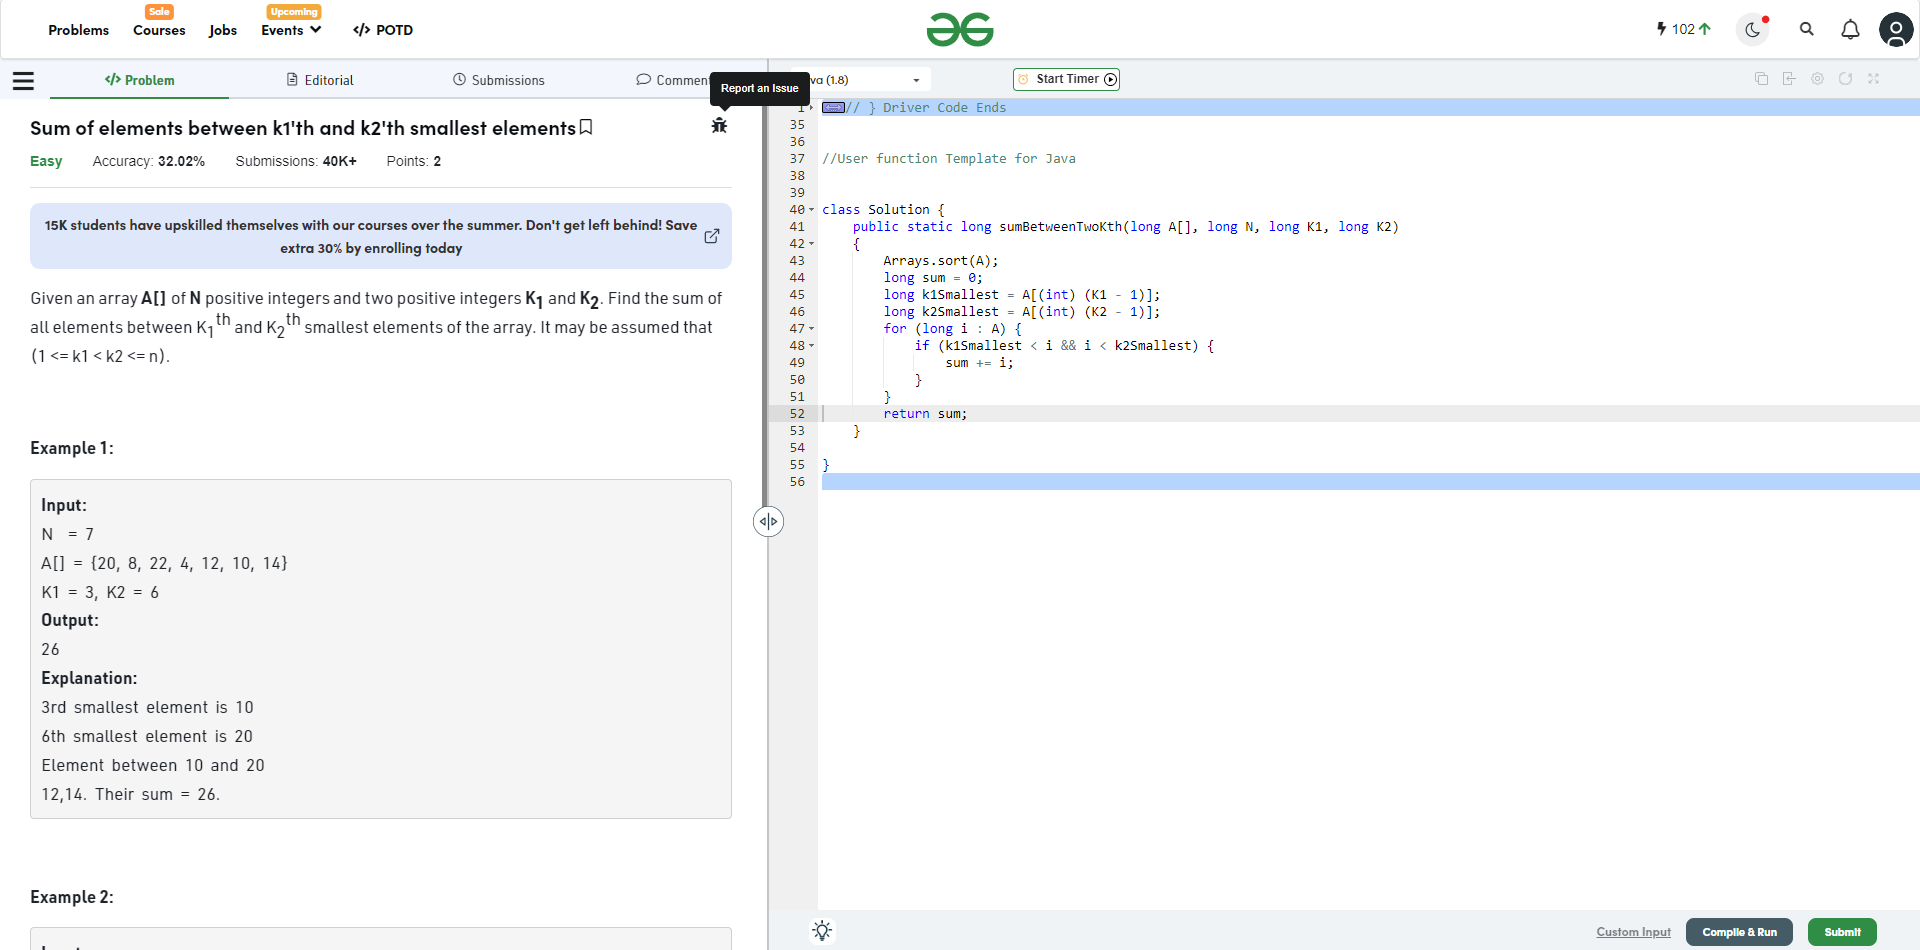 Sale
Upcoming
Problems Courses Jobs Events </> POTD
102
</> Problem Editorial Submissions Commen
Report an Issue
va (1.8)
Start Timer
Sum of elements between k1'th and k2'th smallest elements
Easy Accuracy: 32.02% Submissions: 40K+ Points: 2
15K students have upskilled themselves with our courses over the summer. Don't get left behind! Save
extra 30% by enrolling today
Given an array A[] of N positive integers and two positive integers K1 and K2. Find the sum of
all elements between K1th and K2th smallest elements of the array. It may be assumed that
(1 <= k1 < k2 <= n).
Example 1:
Input:
N = 7
A[] = {20, 8, 22, 4, 12, 10, 14}
K1 = 3, K2 = 6
Output:
26
Explanation:
3rd smallest element is 10
6th smallest element is 20
Element between 10 and 20
12,14. Their sum = 26.
Example 2:
1 // } Driver Code Ends
35
36
37 //User function Template for Java
38
39
40 class Solution {
41 public static long sumBetweenTwoKth(long A[], long N, long K1, long K2)
42 {
43 Arrays.sort(A);
44 long sum = 0;
45 long k1Smallest = A[(int) (K1 - 1)];
46 long k2Smallest = A[(int) (K2 - 1)];
47 for (long i : A) {
48 if (k1Smallest < i && i < k2Smallest) {
49 sum += i;
50 }
51 }
52 return sum;
53 }
54
55 }
56
Custom Input Compile & Run Submit